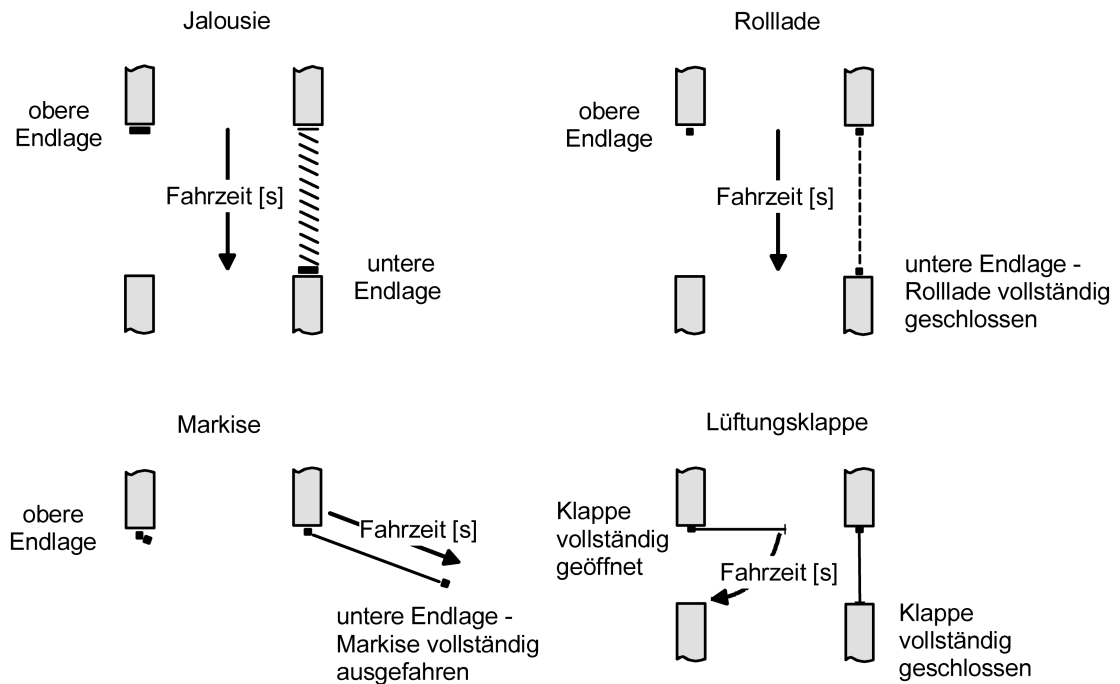 Jalousie
obere
Endlage
Fahrzeit [s]
untere
Endlage
Rolllade
obere
Endlage
Fahrzeit [s]
untere Endlage -
Rolllade vollständig
geschlossen
Markise
obere
Endlage
Fahrzeit [s]
untere Endlage -
Markise vollständig
ausgefahren
Lüftungsklappe
Klappe
vollständig
geöffnet
Fahrzeit [s]
Klappe
vollständig
geschlossen